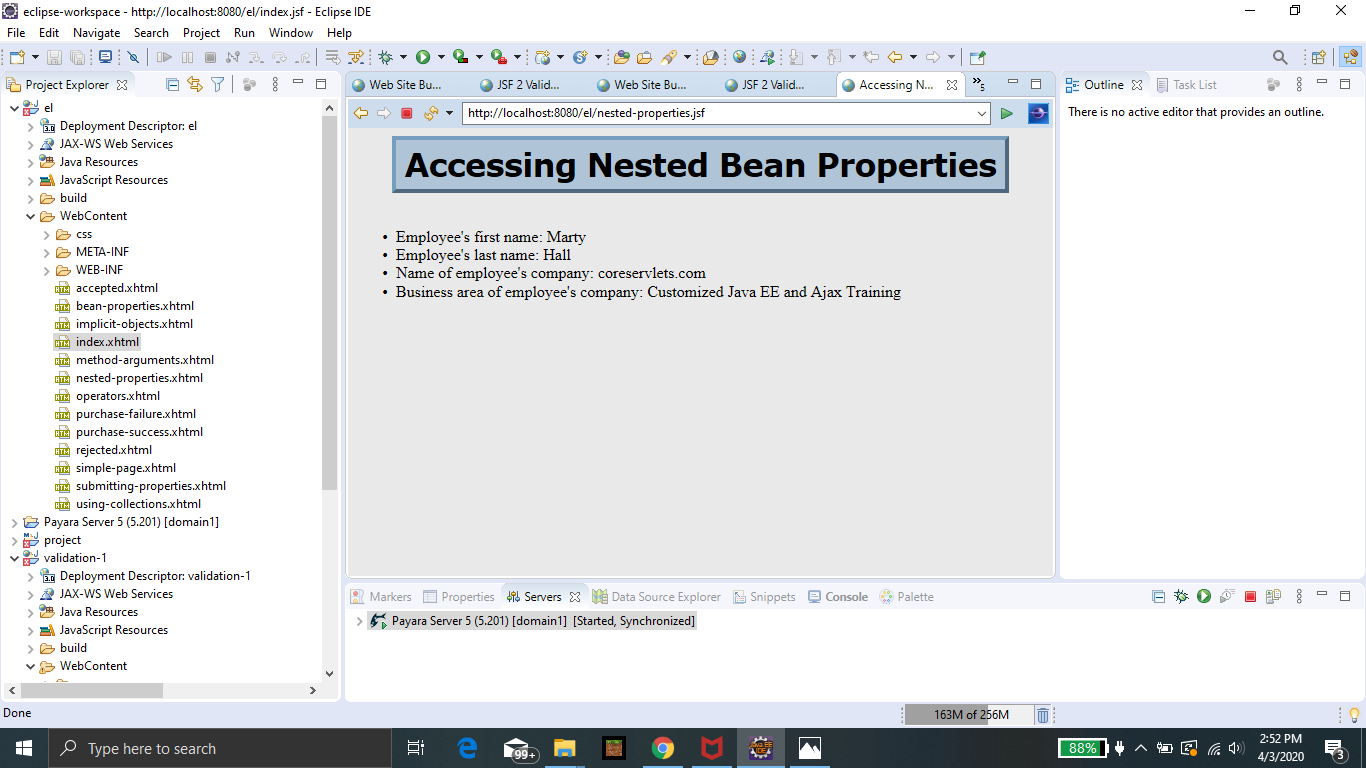 eclipse-workspace - http://localhost:8080/el/index.jsf - Eclipse IDE
File Edit Navigate Search Project Run Window Help
Project Explorer
el
Deployment Descriptor: el
JAX-WS Web Services
Java Resources
JavaScript Resources
build
WebContent
css
META-INF
WEB-INF
accepted.xhtml
bean-properties.xhtml
implicit-objects.xhtml
index.xhtml
method-arguments.xhtml
nested-properties.xhtml
operators.xhtml
purchase-failure.xhtml
purchase-success.xhtml
rejected.xhtml
simple-page.xhtml
submitting-properties.xhtml
using-collections.xhtml
Payara Server 5 (5.201) [domain1]
project
validation-1
Deployment Descriptor: validation-1
JAX-WS Web Services
Java Resources
JavaScript Resources
build
WebContent
Web Site Bu... JSF 2 Valid... Web Site Bu... JSF 2 Valid... Accessing N... »5
http://localhost:8080/el/nested-properties.jsf
Accessing Nested Bean Properties
• Employee's first name: Marty
• Employee's last name: Hall
• Name of employee's company: coreservlets.com
• Business area of employee's company: Customized Java EE and Ajax Training
Outline Task List
There is no active editor that provides an outline.
Markers Properties Servers Data Source Explorer Snippets Console Palette
Payara Server 5 (5.201) [domain1] [Started, Synchronized]
Done
163M of 256M
Type here to search
99+
Java EE IDE
88%
2:52 PM
4/3/2020
3